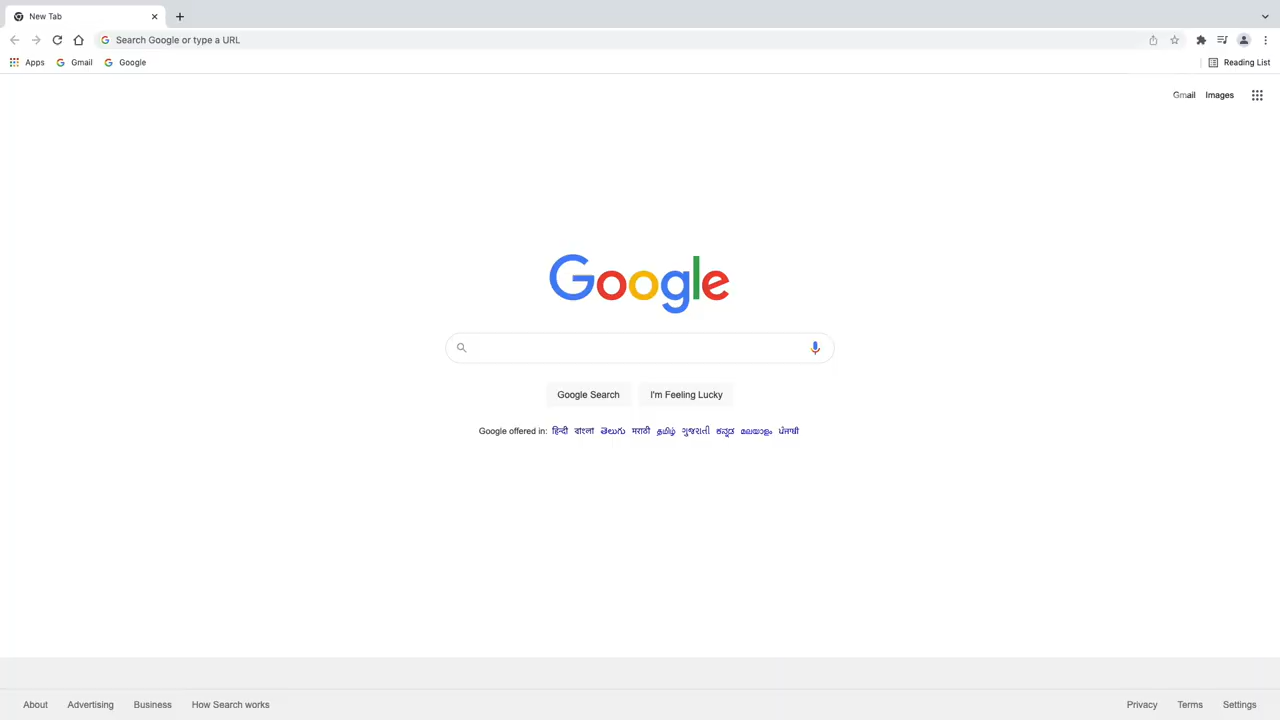 New Tab
Search Google or type a URL
Apps Gmail Google Reading List
Gmail Images
Google
Google Search I'm Feeling Lucky
Google offered in: हिन्दी বাংলা తెలుగు मराठी தமிழ் ગુજરાતી ಕನ್ನಡ മലയാളം ਪੰਜਾਬੀ
About Advertising Business How Search works Privacy Terms Settings